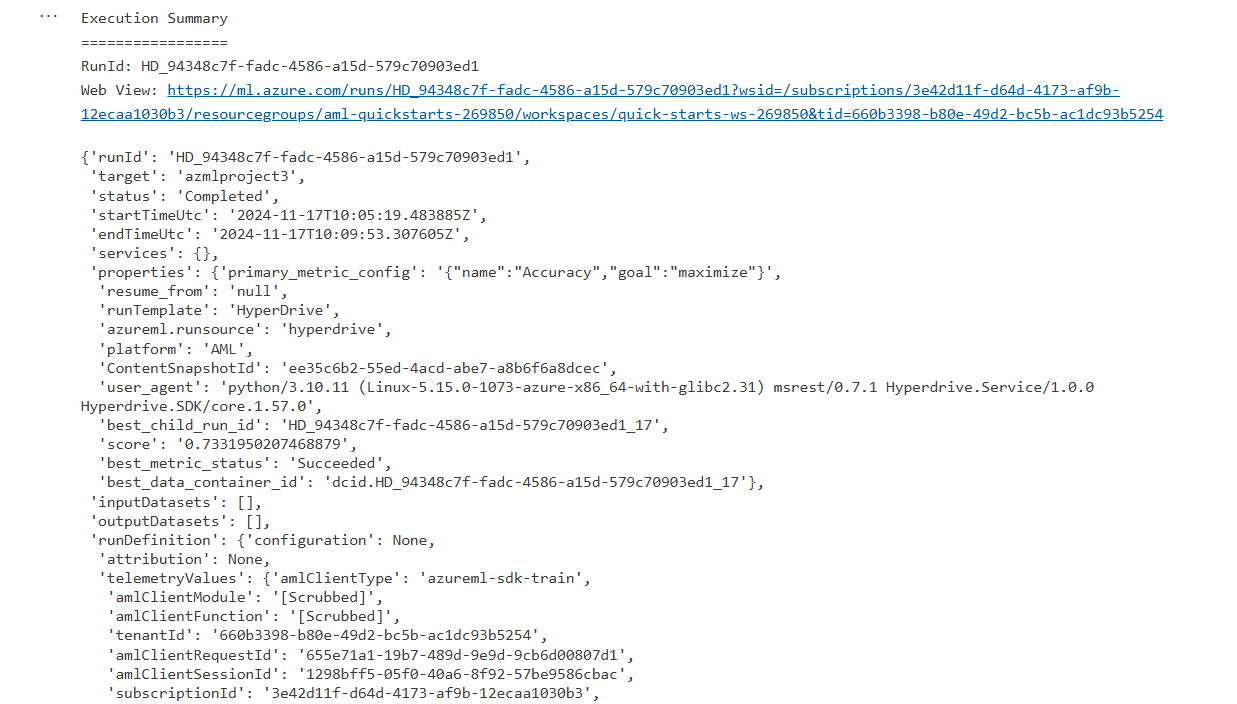 ...
Execution Summary
=================
RunId: HD_94348c7f-fadc-4586-a15d-579c70903ed1
Web View: https://ml.azure.com/runs/HD_94348c7f-fadc-4586-a15d-579c70903ed1?wsid=/subscriptions/3e42d11f-d64d-4173-af9b-
12ecaa1030b3/resourcegroups/aml-quickstarts-269850/workspaces/quick-starts-ws-269850&tid=660b3398-b80e-49d2-bc5b-ac1dc93b5254
{'runId': 'HD_94348c7f-fadc-4586-a15d-579c70903ed1',
 'target': 'azmlproject3',
 'status': 'Completed',
 'startTimeUtc': '2024-11-17T10:05:19.483885Z',
 'endTimeUtc': '2024-11-17T10:09:53.307605Z',
 'services': {},
 'properties': {'primary_metric_config': '{"name":"Accuracy","goal":"maximize"}',
  'resume_from': 'null',
  'runTemplate': 'HyperDrive',
  'azureml.runsource': 'hyperdrive',
  'platform': 'AML',
  'ContentSnapshotId': 'ee35c6b2-55ed-4acd-abe7-a8b6f6a8dcec',
  'user_agent': 'python/3.10.11 (Linux-5.15.0-1073-azure-x86_64-with-glibc2.31) msrest/0.7.1 Hyperdrive.Service/1.0.0
Hyperdrive.SDK/core.1.57.0',
  'best_child_run_id': 'HD_94348c7f-fadc-4586-a15d-579c70903ed1_17',
  'score': '0.7331950207468879',
  'best_metric_status': 'Succeeded',
  'best_data_container_id': 'dcid.HD_94348c7f-fadc-4586-a15d-579c70903ed1_17'},
 'inputDatasets': [],
 'outputDatasets': [],
 'runDefinition': {'configuration': None,
  'attribution': None,
  'telemetryValues': {'amlClientType': 'azureml-sdk-train',
   'amlClientModule': '[Scrubbed]',
   'amlClientFunction': '[Scrubbed]',
   'tenantId': '660b3398-b80e-49d2-bc5b-ac1dc93b5254',
   'amlClientRequestId': '655e71a1-19b7-489d-9e9d-9cb6d00807d1',
   'amlClientSessionId': '1298bff5-05f0-40a6-8f92-57be9586cbac',
   'subscriptionId': '3e42d11f-d64d-4173-af9b-12ecaa1030b3',